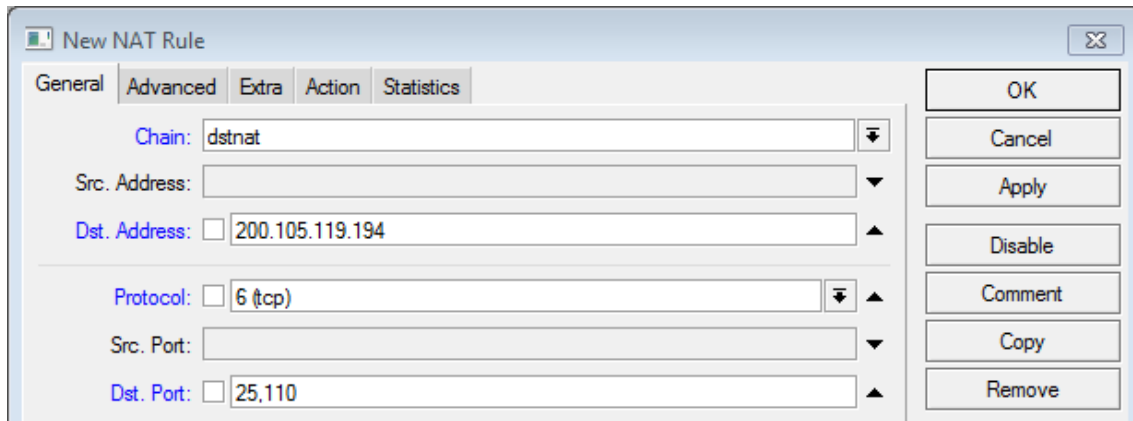 New NAT Rule
General Advanced Extra Action Statistics
Chain: dstnat
Src. Address:
Dst. Address: 200.105.119.194
Protocol: 6 (tcp)
Src. Port:
Dst. Port: 25,110
OK
Cancel
Apply
Disable
Comment
Copy
Remove